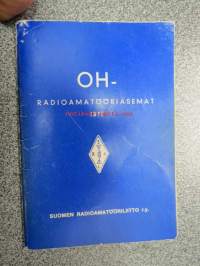 OH-
RADIOAMATÖÖRIASEMAT
SUOMEN RADIOAMATÖÖRILIITTO r.y.